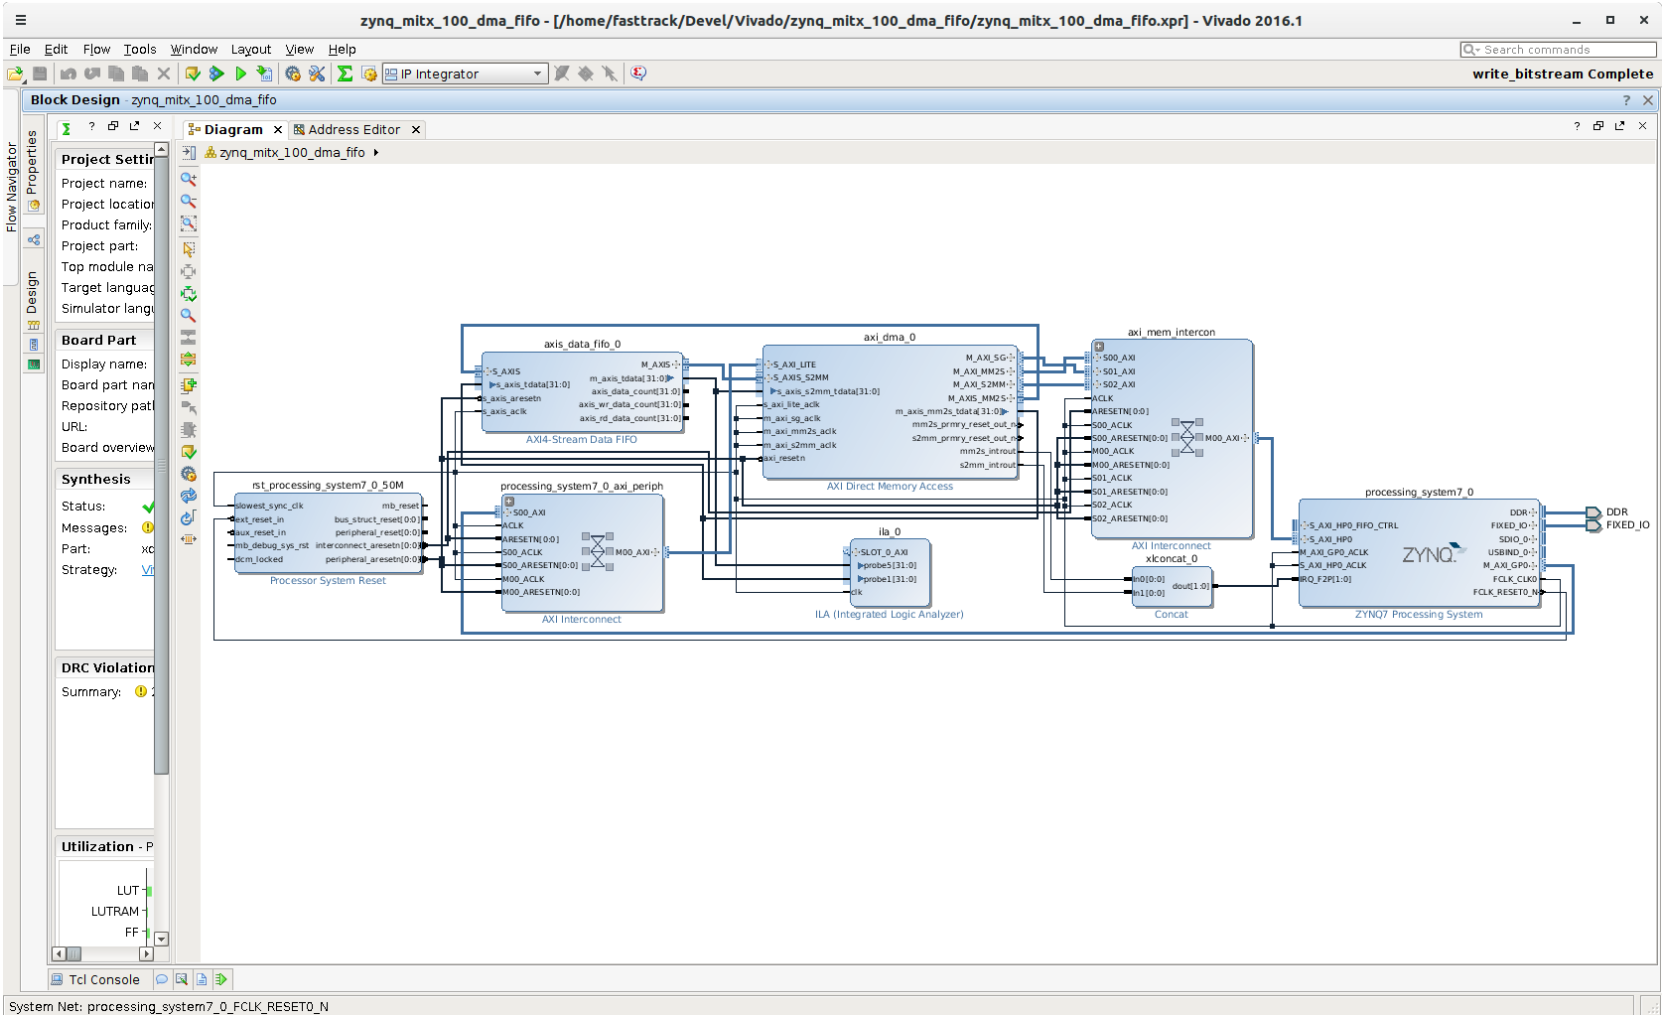 zynq_mitx_100_dma_fifo - [/home/fasttrack/Devel/Vivado/zynq_mitx_100_dma_fifo/zynq_mitx_100_dma_fifo.xpr] - Vivado 2016.1
File Edit Flow Tools Window Layout View Help
Search commands
IP Integrator
write_bitstream Complete
Block Design - zynq_mitx_100_dma_fifo
Flow Navigator
Properties
Design
Diagram
Address Editor
zynq_mitx_100_dma_fifo
Project Settin
Project name:
Project location
Product family:
Project part:
Top module na
Target languag
Simulator langu
Board Part
Display name:
Board part nam
Repository path
URL:
Board overview
Synthesis
Status:
Messages:
Part: xc
Strategy: Vi
DRC Violation
Summary: 2
Utilization - P
LUT
LUTRAM
FF
axis_data_fifo_0
S_AXIS
s_axis_tdata[31:0]
s_axis_aresetn
s_axis_aclk
M_AXIS
m_axis_tdata[31:0]
axis_data_count[31:0]
axis_wr_data_count[31:0]
axis_rd_data_count[31:0]
AXI4-Stream Data FIFO
axi_dma_0
S_AXI_LITE
S_AXIS_S2MM
s_axis_s2mm_tdata[31:0]
s_axi_lite_aclk
m_axi_sg_aclk
m_axi_mm2s_aclk
m_axi_s2mm_aclk
axi_resetn
M_AXI_SG
M_AXI_MM2S
M_AXI_S2MM
M_AXIS_MM2S
m_axis_mm2s_tdata[31:0]
mm2s_prmry_reset_out_n
s2mm_prmry_reset_out_n
mm2s_introut
s2mm_introut
AXI Direct Memory Access
axi_mem_intercon
S00_AXI
S01_AXI
S02_AXI
ACLK
ARESETN[0:0]
S00_ACLK
S00_ARESETN[0:0]
M00_ACLK
M00_ARESETN[0:0]
S01_ACLK
S01_ARESETN[0:0]
S02_ACLK
S02_ARESETN[0:0]
M00_AXI
AXI Interconnect
rst_processing_system7_0_50M
slowest_sync_clk
ext_reset_in
aux_reset_in
mb_debug_sys_rst
dcm_locked
mb_reset
bus_struct_reset[0:0]
peripheral_reset[0:0]
interconnect_aresetn[0:0]
peripheral_aresetn[0:0]
Processor System Reset
processing_system7_0_axi_periph
S00_AXI
ACLK
ARESETN[0:0]
S00_ACLK
S00_ARESETN[0:0]
M00_ACLK
M00_ARESETN[0:0]
M00_AXI
AXI Interconnect
ila_0
SLOT_0_AXI
probe5[31:0]
probe1[31:0]
clk
ILA (Integrated Logic Analyzer)
xlconcat_0
In0[0:0]
In1[0:0]
dout[1:0]
Concat
processing_system7_0
S_AXI_HP0_FIFO_CTRL
S_AXI_HP0
M_AXI_GP0_ACLK
S_AXI_HP0_ACLK
IRQ_F2P[1:0]
ZYNQ
DDR
FIXED_IO
SDIO_0
USBIND_0
M_AXI_GP0
FCLK_CLK0
FCLK_RESET0_N
ZYNQ7 Processing System
DDR
FIXED_IO
Tcl Console
System Net: processing_system7_0_FCLK_RESET0_N